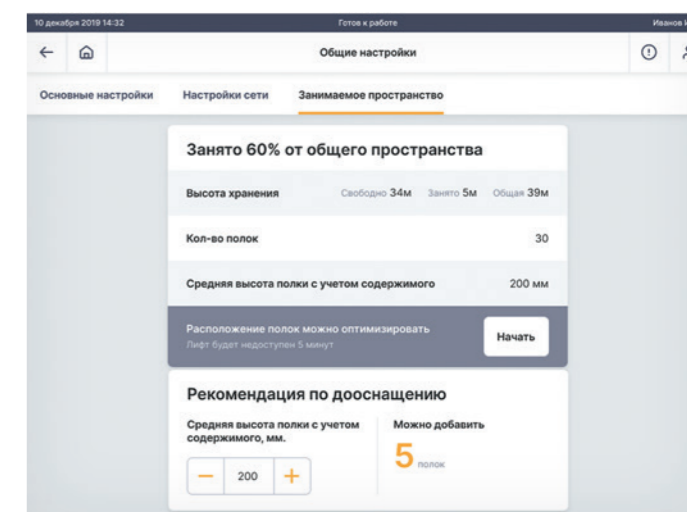 10 декабря 2019 14:32 Готов к работе Иванов
Общие настройки
Основные настройки Настройки сети Занимаемое пространство
Занято 60% от общего пространства
Высота хранения Свободно 34м Занято 5м Общая 39м
Кол-во полок 30
Средняя высота полки с учетом содержимого 200 мм
Расположение полок можно оптимизировать
Лифт будет недоступен 5 минут
Начать
Рекомендация по дооснащению
Средняя высота полки с учетом
содержимого, мм.
200
Можно добавить
5 полок